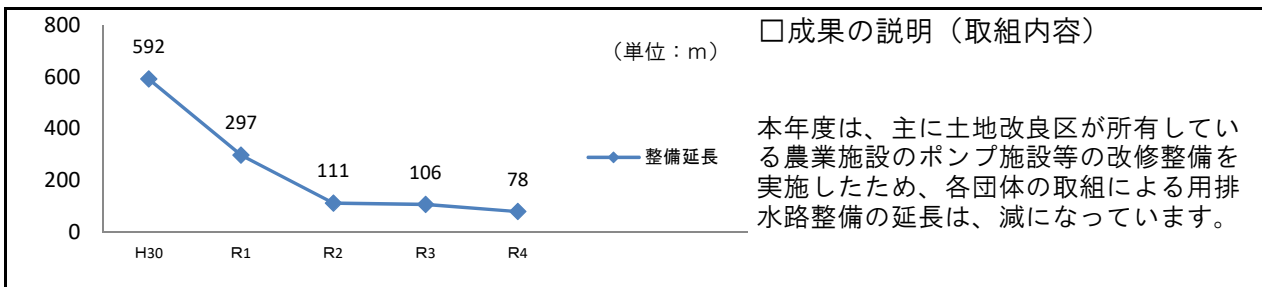 800
600
400
200
0
592
297
111
106
78
H30
R1
R2
R3
R4
（単位：m）
整備延長
□成果の説明（取組内容）
本年度は、主に土地改良区が所有してい
る農業施設のポンプ施設等の改修整備を
実施したため、各団体の取組による用排
水路整備の延長は、減になっています。